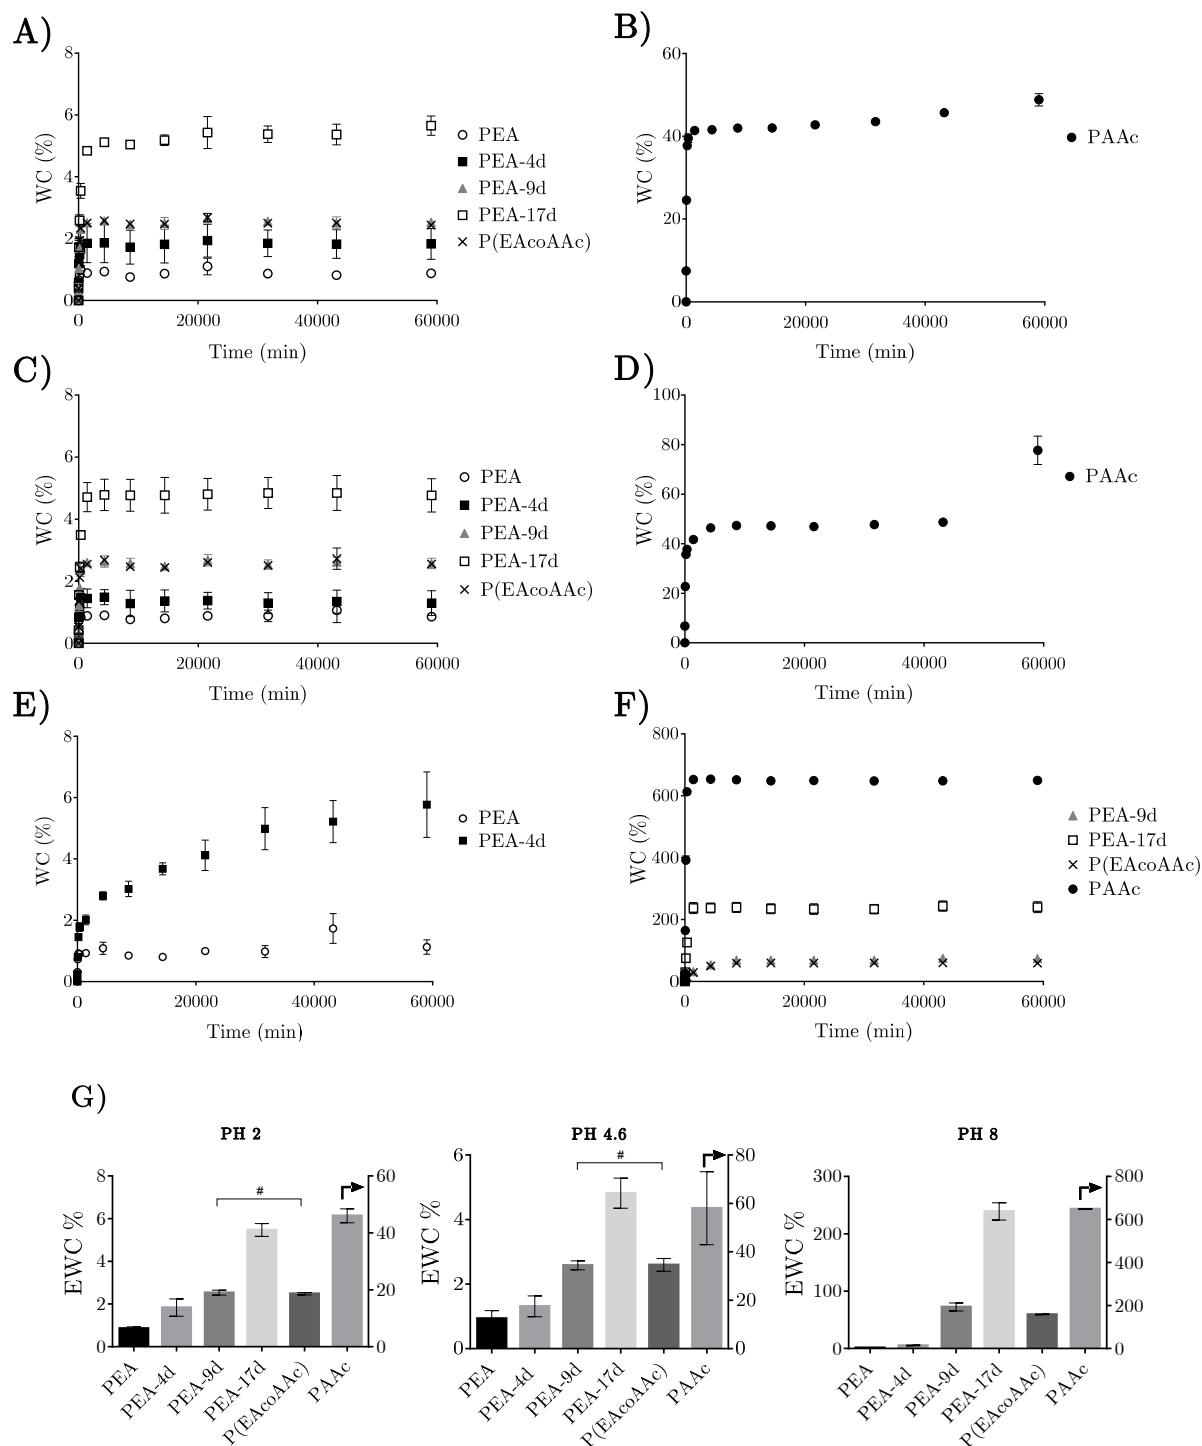 A)
8
6
4
2
0
WC (%)
0 20000 40000 60000
Time (min)
PEA
PEA-4d
PEA-9d
PEA-17d
P(EAcoAAc)
B)
60
40
20
0
WC (%)
0 20000 40000 60000
Time (min)
PAAc
C)
8
6
4
2
0
WC (%)
0 20000 40000 60000
Time (min)
PEA
PEA-4d
PEA-9d
PEA-17d
P(EAcoAAc)
D)
100
80
60
40
20
0
WC (%)
0 20000 40000 60000
Time (min)
PAAc
E)
8
6
4
2
0
WC (%)
0 20000 40000 60000
Time (min)
PEA
PEA-4d
F)
800
600
400
200
0
WC (%)
0 20000 40000 60000
Time (min)
PEA-9d
PEA-17d
P(EAcoAAc)
PAAc
G)
PH 2
8
6
4
2
0
EWC %
#
60
40
20
0
PEA
PEA-4d
PEA-9d
PEA-17d
P(EAcoAAc)
PAAc
PH 4.6
6
4
2
0
EWC %
#
80
60
40
20
0
PEA
PEA-4d
PEA-9d
PEA-17d
P(EAcoAAc)
PAAc
PH 8
300
200
100
0
EWC %
800
600
400
200
0
PEA
PEA-4d
PEA-9d
PEA-17d
P(EAcoAAc)
PAAc